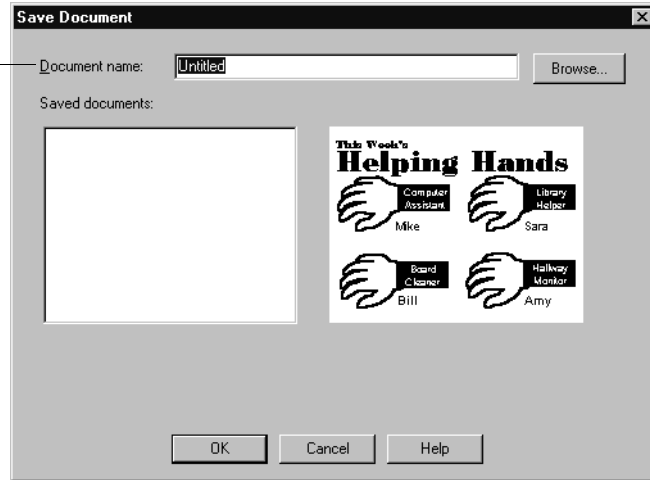 Save Document
Document name:
Untitled
Browse...
Saved documents:
This Week's
Helping Hands
Computer
Assistant
Mike
Library
Helper
Sara
Board
Cleaner
Bill
Hallway
Monitor
Amy
OK
Cancel
Help